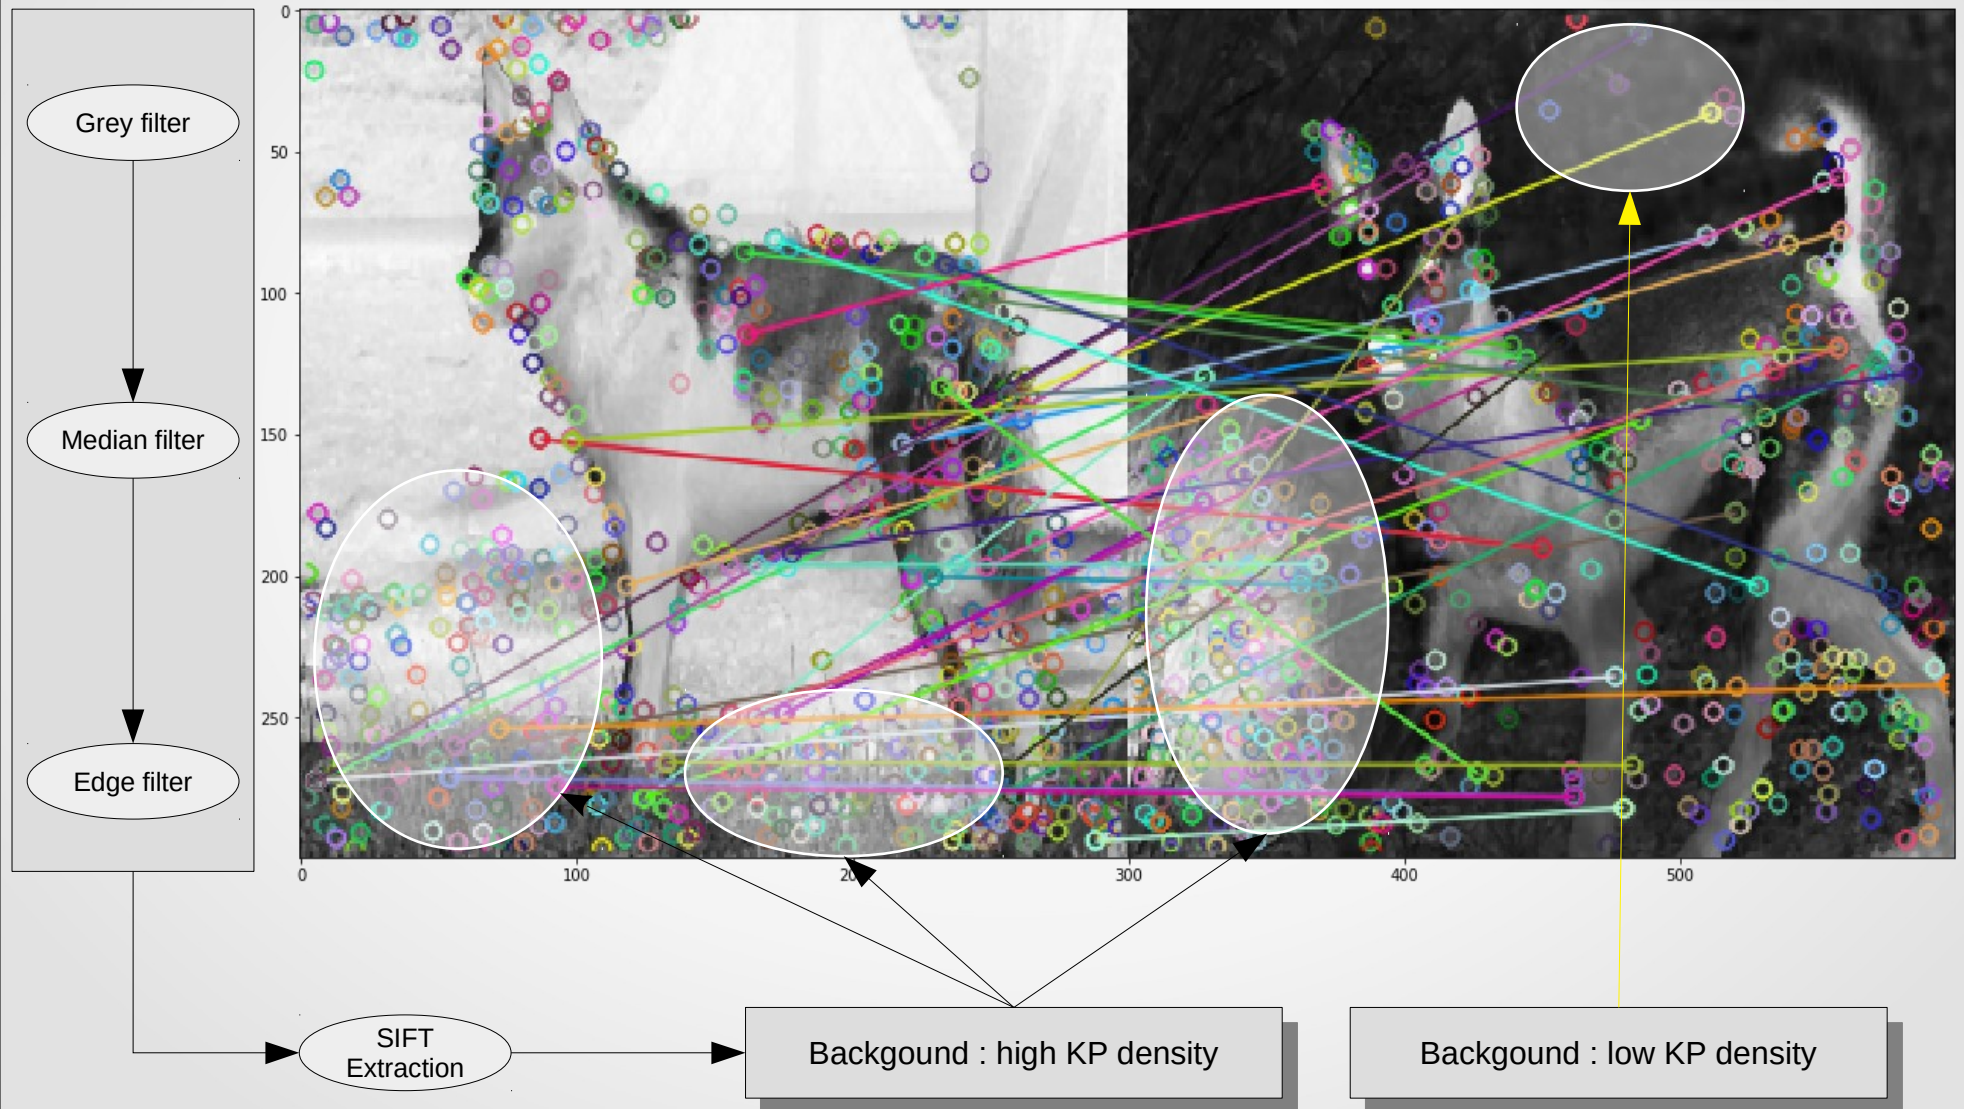 Grey filter
Median filter
Edge filter
0
50
100
150
200
250
0
100
300
400
500
SIFT
Extraction
Backgound : high KP density
Backgound : low KP density